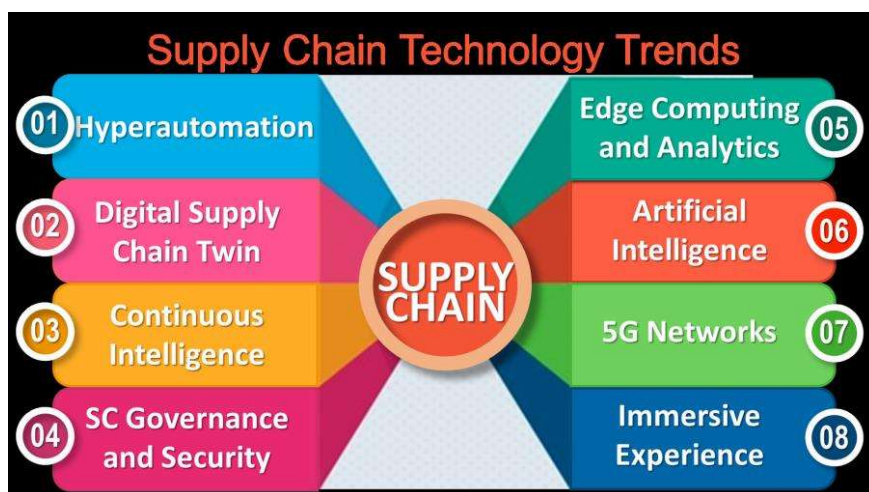 Supply Chain Technology Trends
01
Hyperautomation
02
Digital Supply
Chain Twin
03
Continuous
Intelligence
04
SC Governance
and Security
SUPPLY
CHAIN
Edge Computing
and Analytics
05
Artificial
Intelligence
06
5G Networks
07
Immersive
Experience
08